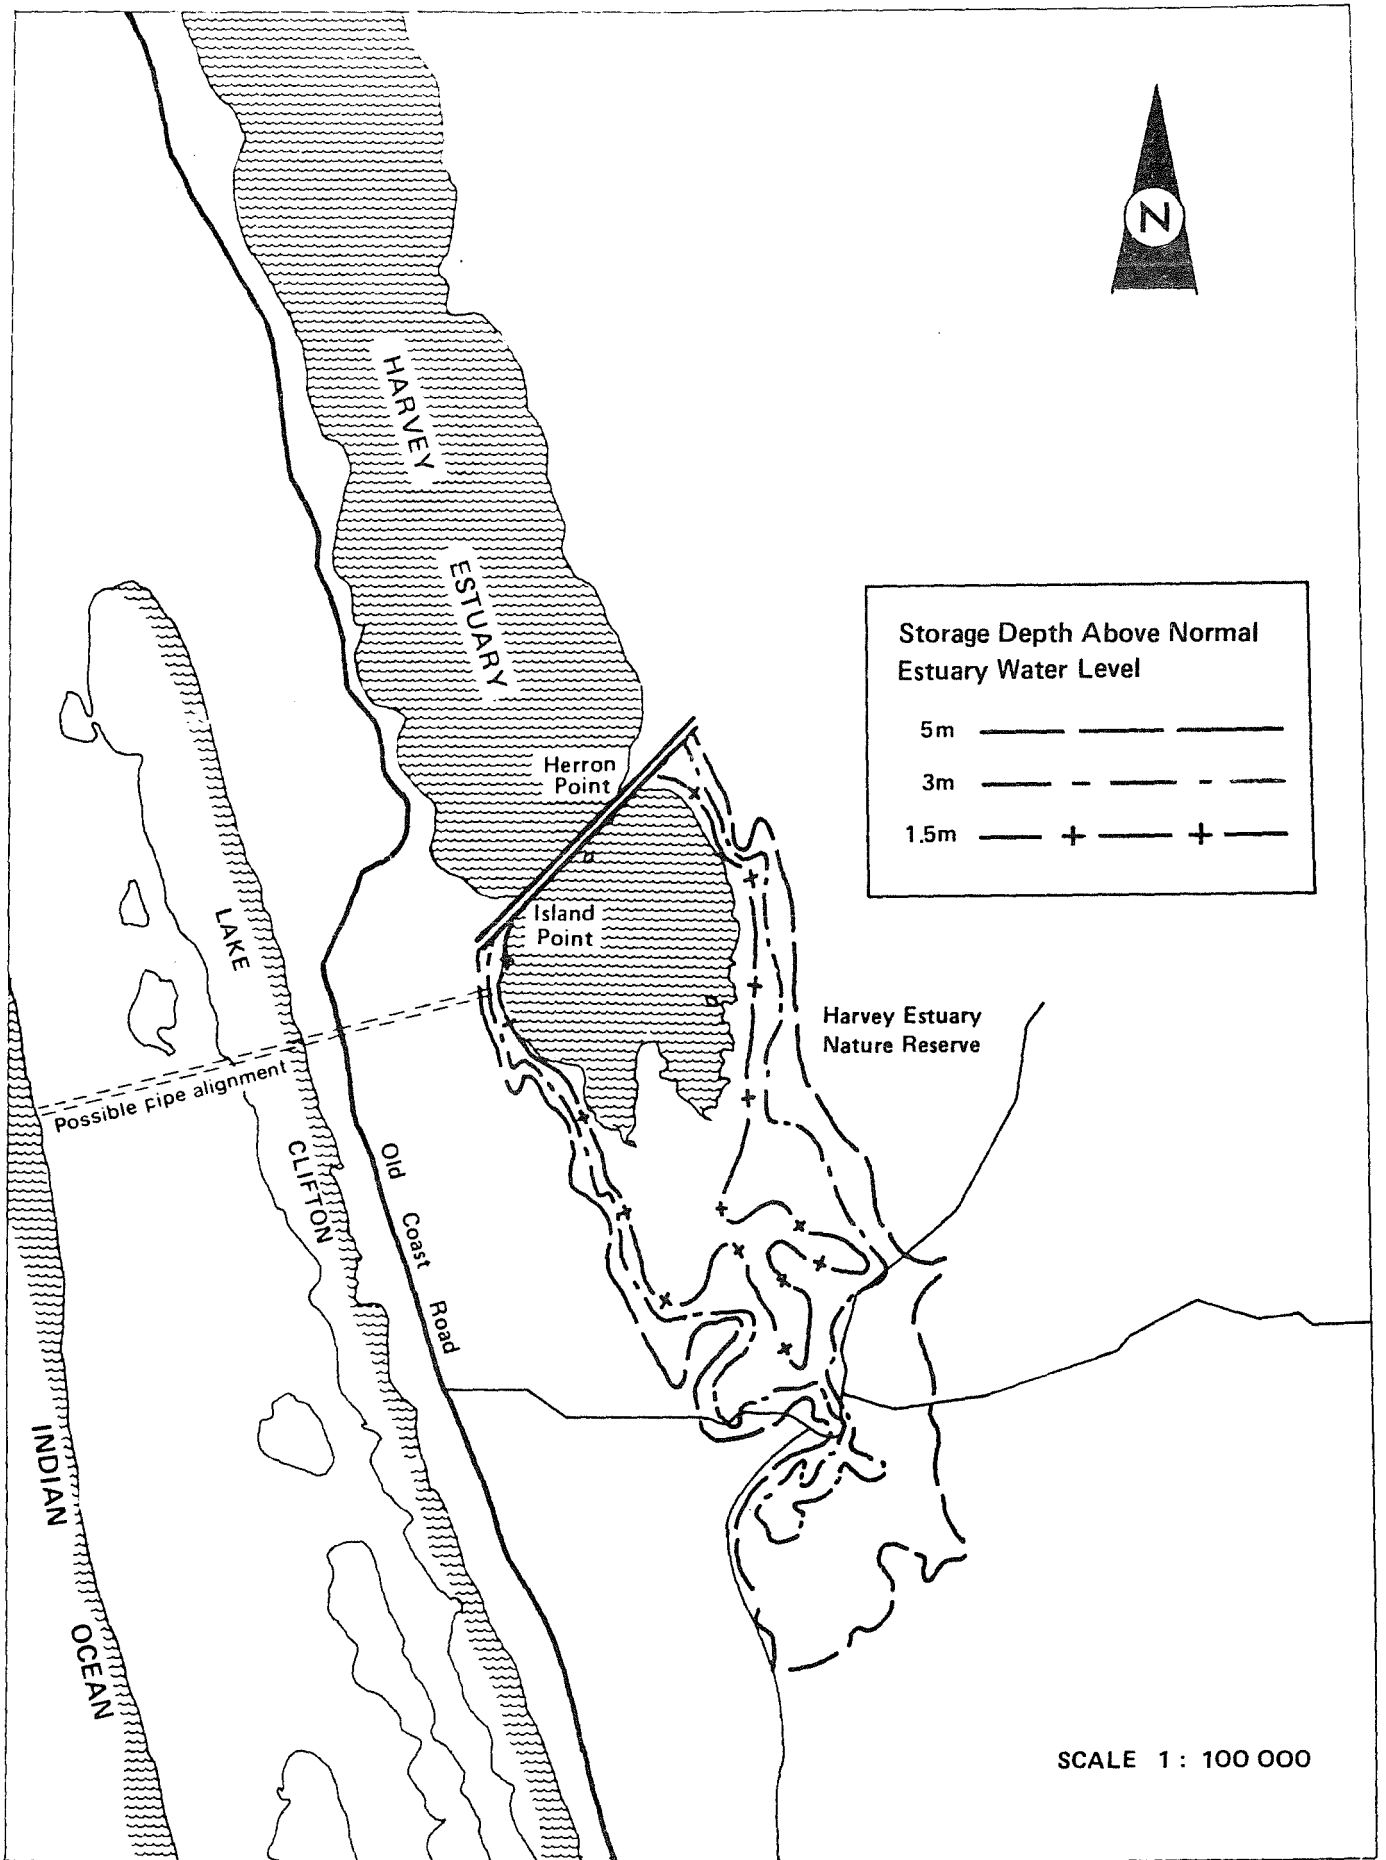 N
HARVEY
ESTUARY
Storage Depth Above Normal
Estuary Water Level
5m
3m
1.5m
Herron
Point
Island
Point
LAKE
CLIFTON
Harvey Estuary
Nature Reserve
Possible pipe alignment
Old Coast Road
INDIAN
OCEAN
SCALE 1 : 100 000